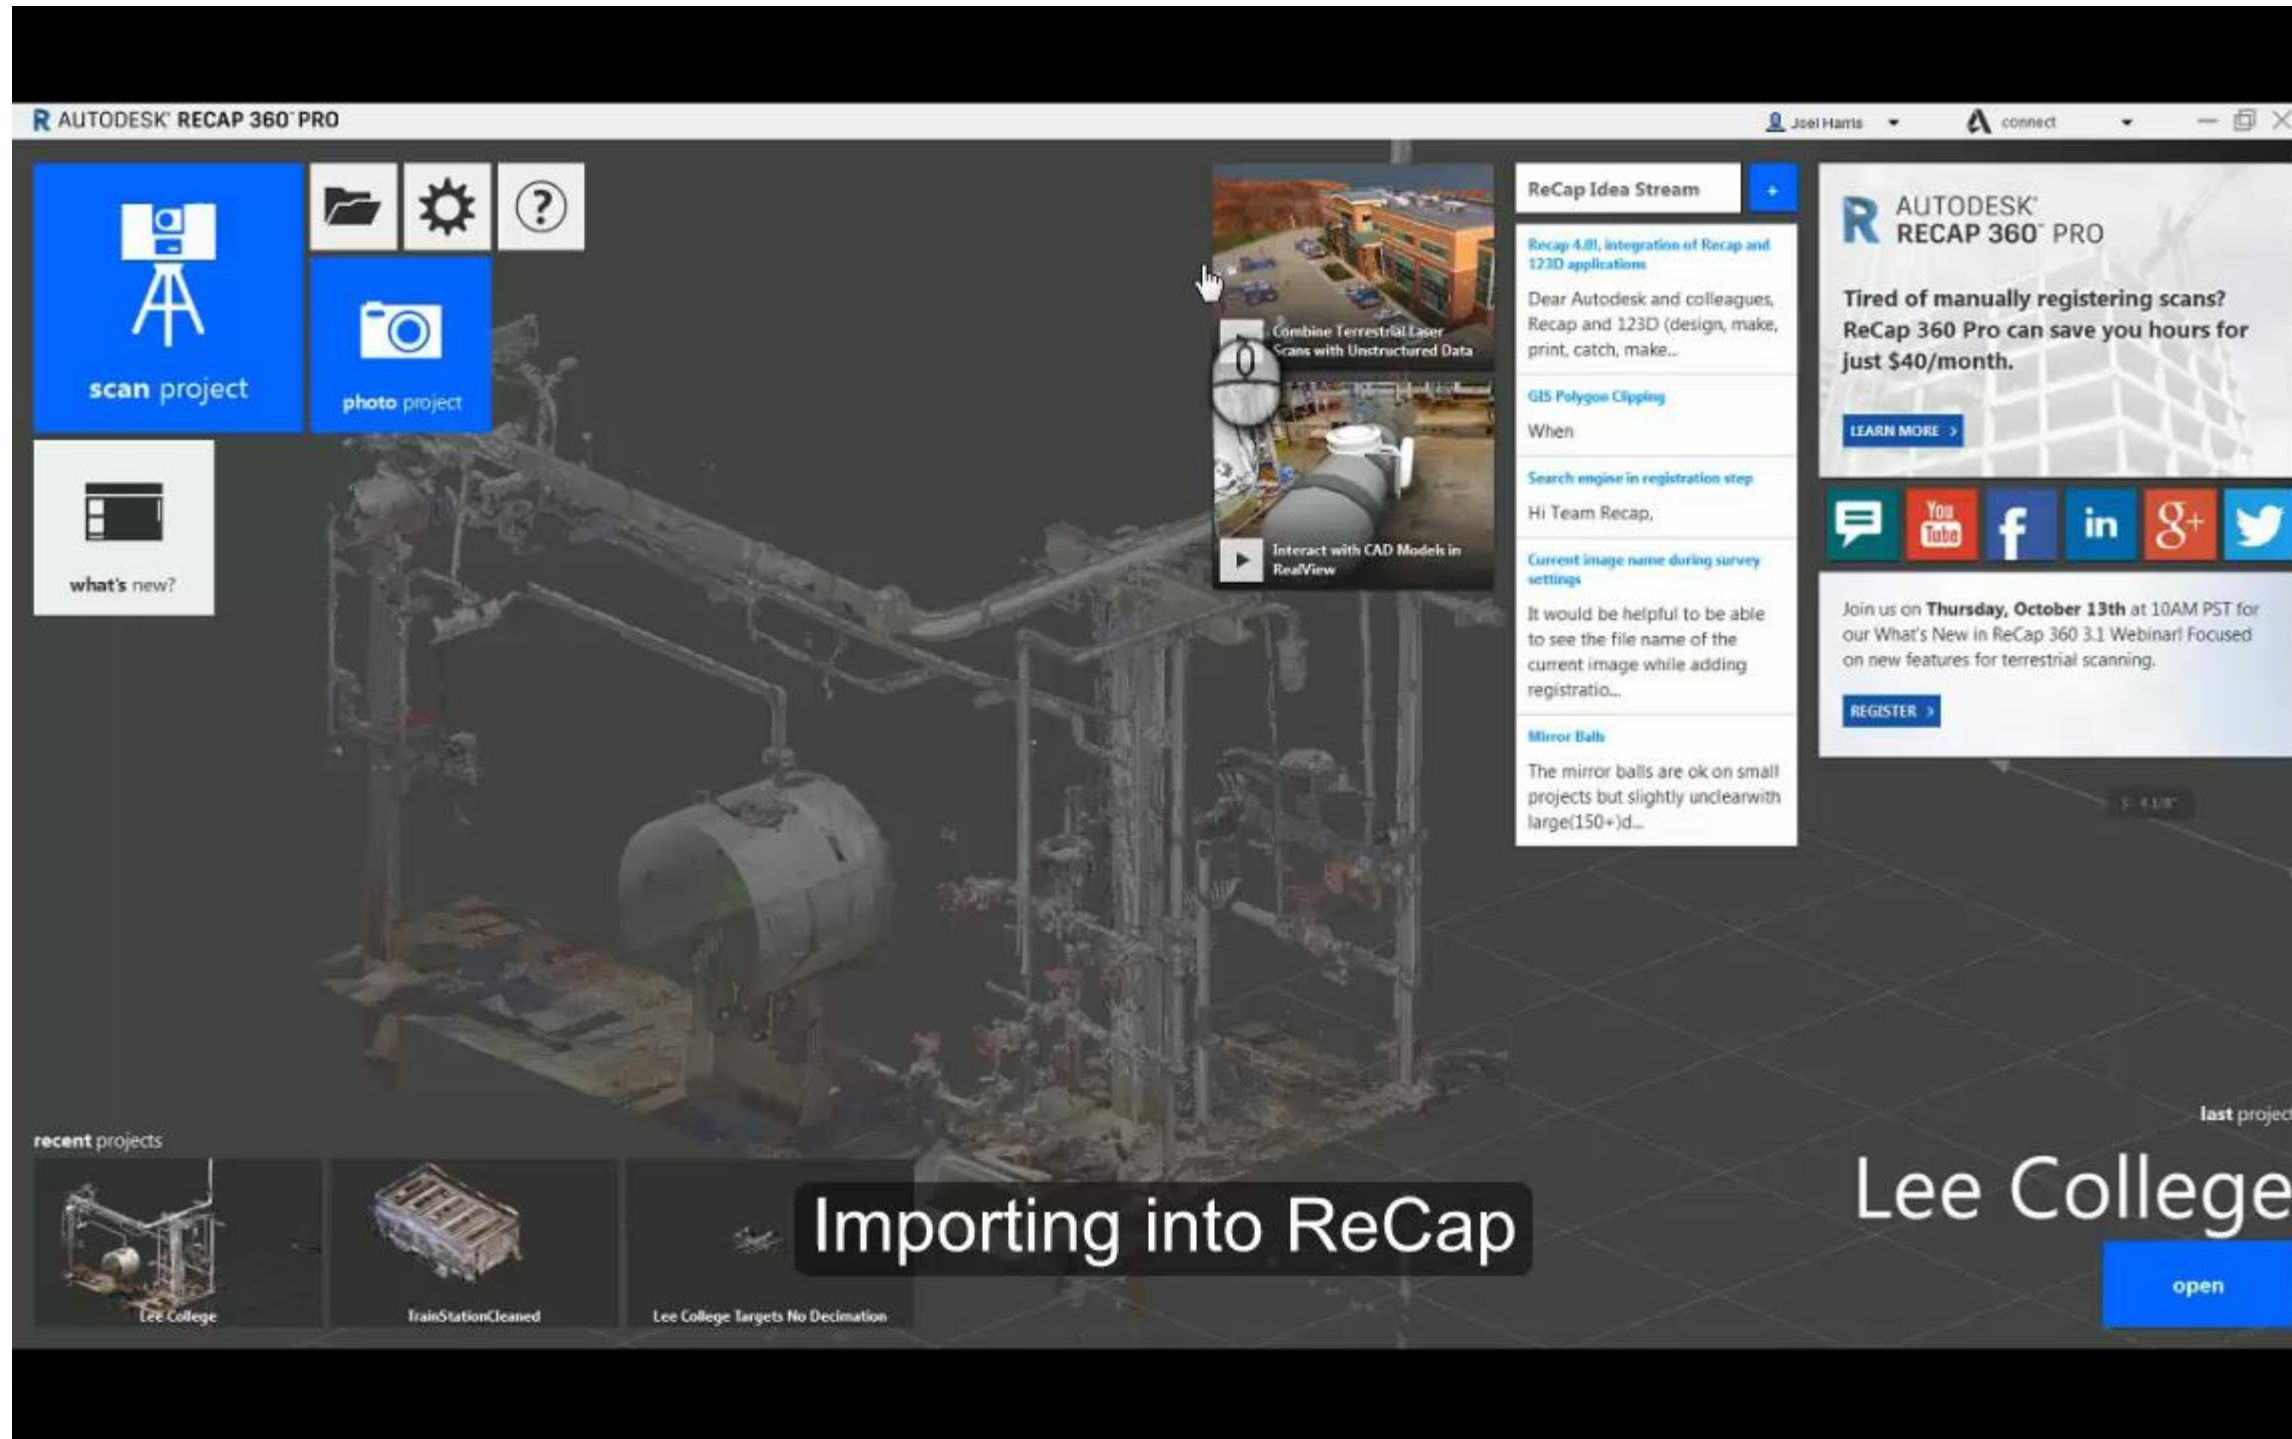 AUTODESK® RECAP 360™ PRO
Joel Harris
connect
scan project
photo project
what's new?
Combine Terrestrial Laser
Scans with Unstructured Data
Interact with CAD Models in
RealView
ReCap Idea Stream
+
Recap 4.0!, integration of Recap and
123D applications
Dear Autodesk and colleagues,
Recap and 123D (design, make,
print, catch, make...
GIS Polygon Clipping
When
Search engine in registration step
Hi Team Recap,
Current image name during survey
settings
It would be helpful to be able
to see the file name of the
current image while adding
registratio...
Mirror Balls
The mirror balls are ok on small
projects but slightly unclearwith
large(150+)d...
AUTODESK®
RECAP 360™ PRO
Tired of manually registering scans?
ReCap 360 Pro can save you hours for
just $40/month.
LEARN MORE >
You
Tube
f
in
g+
Join us on Thursday, October 13th at 10AM PST for
our What's New in ReCap 360 3.1 Webinar! Focused
on new features for terrestrial scanning.
REGISTER >
last project
Lee College
open
recent projects
Lee College
TrainStationCleaned
Lee College Targets No Decimation
Importing into ReCap